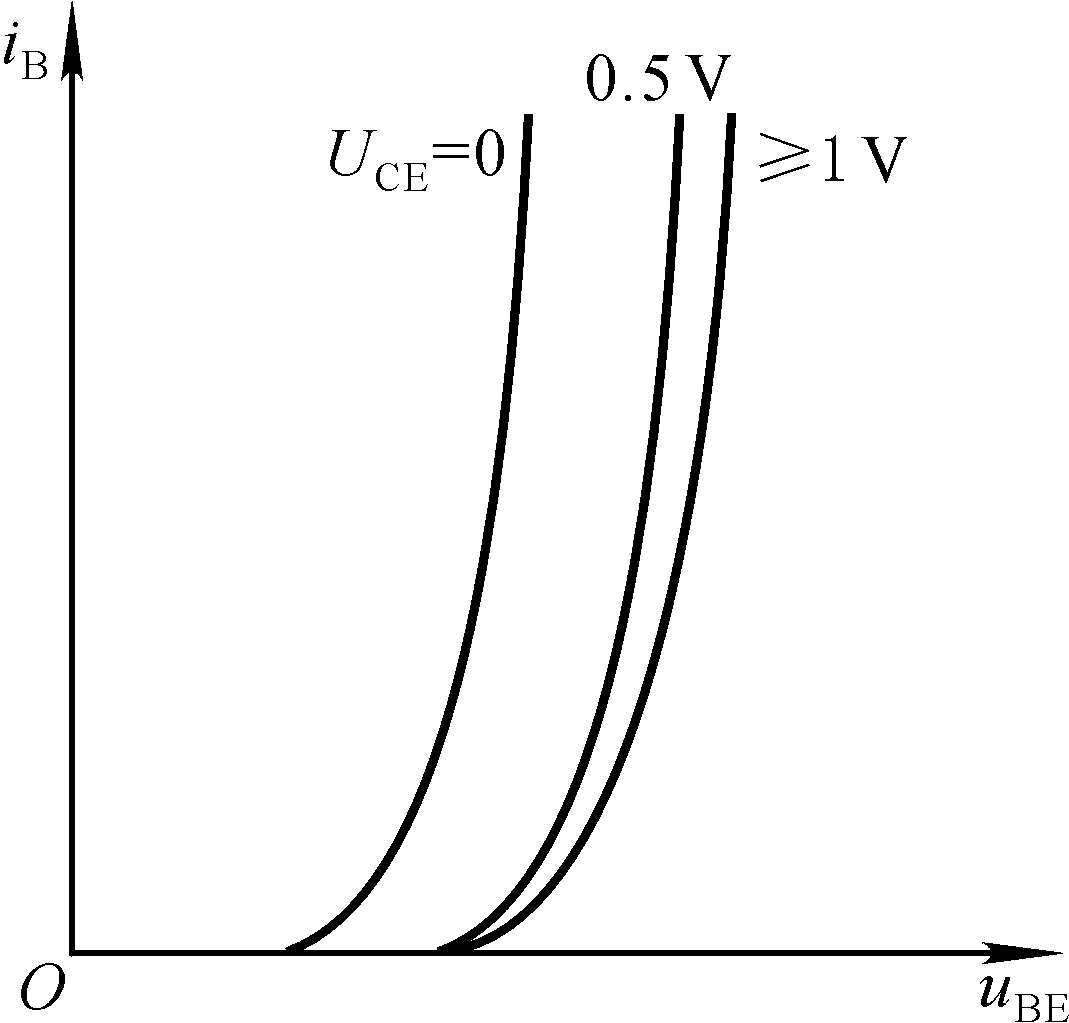 i_B
0.5 V
U_CE=0
⩾1 V
O
u_BE